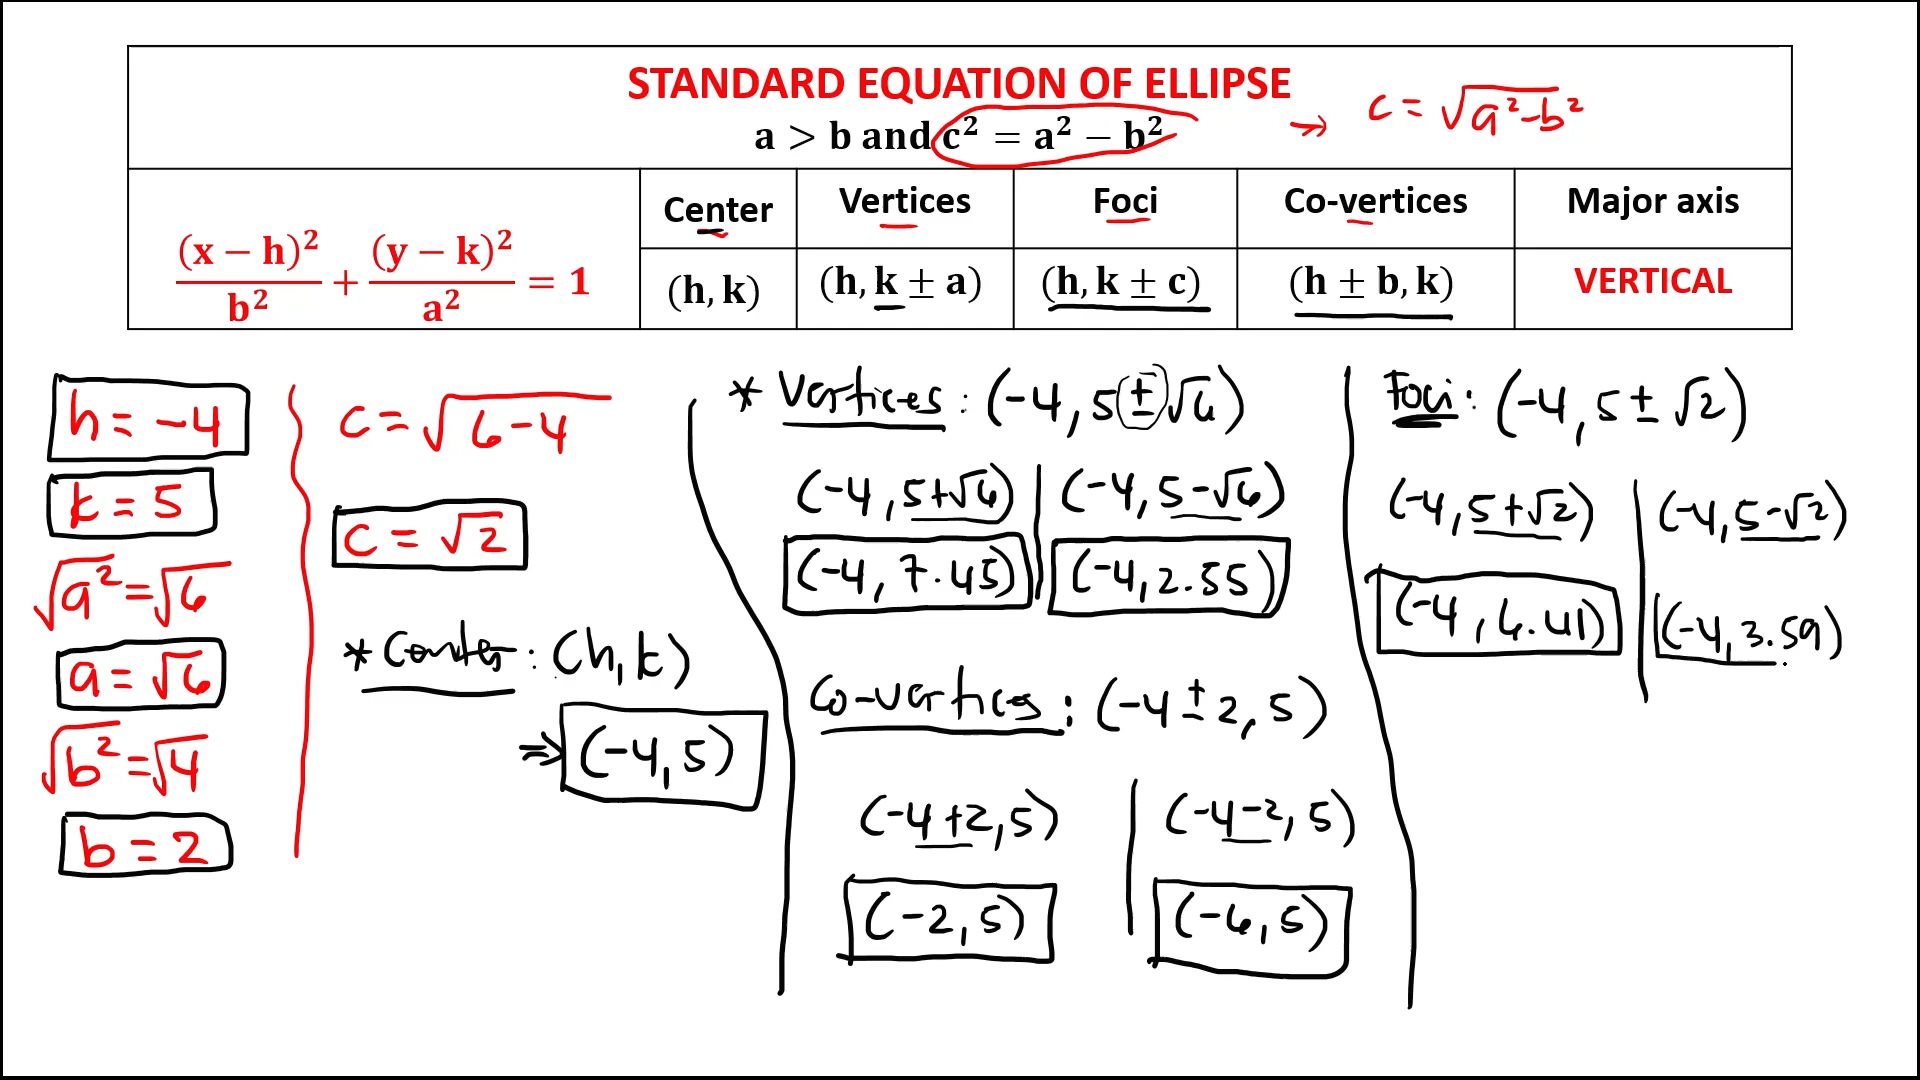 STANDARD EQUATION OF ELLIPSE
a > b and c² = a² − b²
→ c = √(a²-b²)
(x − h)²/b² + (y − k)²/a² = 1
Center
Vertices
Foci
Co-vertices
Major axis
(h, k)
(h, k ± a)
(h, k ± c)
(h ± b, k)
VERTICAL
h = -4
k = 5
√a² = √6
a = √6
√b² = √4
b = 2
c = √(6-4)
c = √2
* Center : (h, k)
⇒ (-4, 5)
* Vertices : (-4, 5 ± √6)
(-4, 5+√6) | (-4, 5-√6)
(-4, 7.45) | (-4, 2.55)
Co-vertices : (-4 ± 2, 5)
(-4+2, 5) | (-4-2, 5)
(-2, 5) | (-6, 5)
Foci : (-4, 5 ± √2)
(-4, 5+√2) | (-4, 5-√2)
(-4, 6.41) | (-4, 3.59)